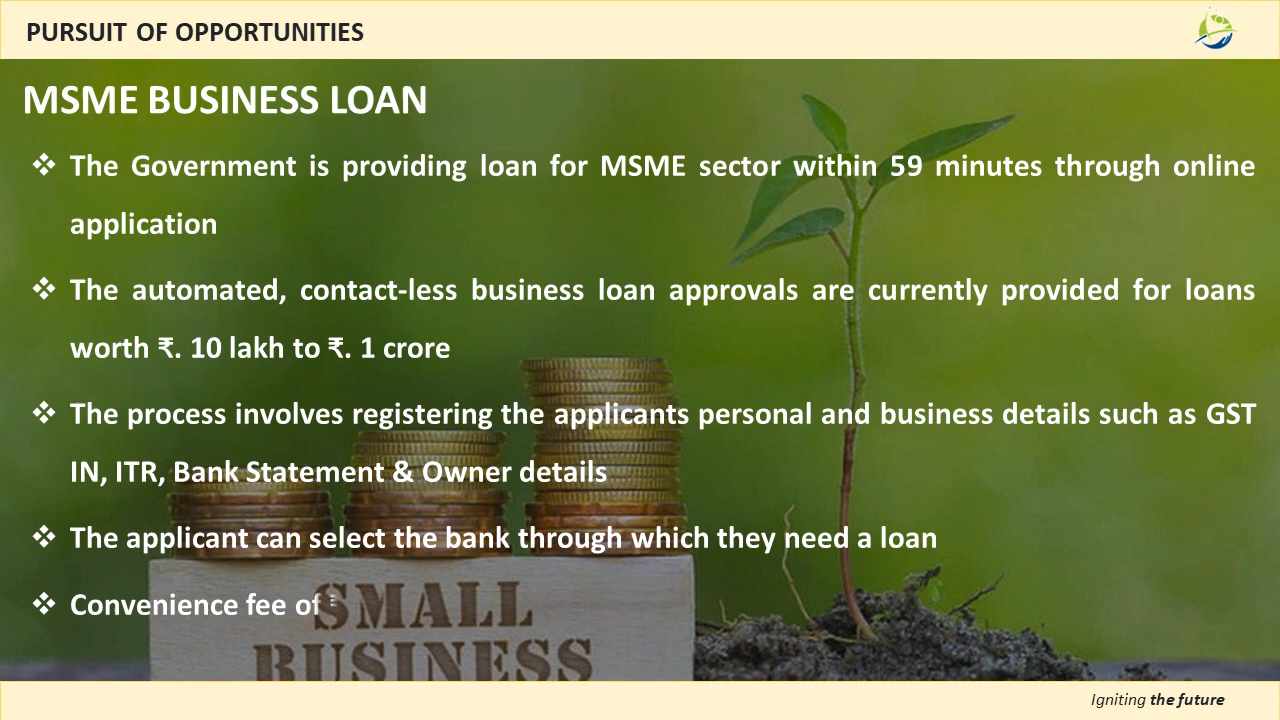 PURSUIT OF OPPORTUNITIES
MSME BUSINESS LOAN
❖ The Government is providing loan for MSME sector within 59 minutes through online
application
❖ The automated, contact-less business loan approvals are currently provided for loans
worth ₹. 10 lakh to ₹. 1 crore
❖ The process involves registering the applicants personal and business details such as GST
IN, ITR, Bank Statement & Owner details
❖ The applicant can select the bank through which they need a loan
❖ Convenience fee of
SMALL
BUSINESS
Igniting the future